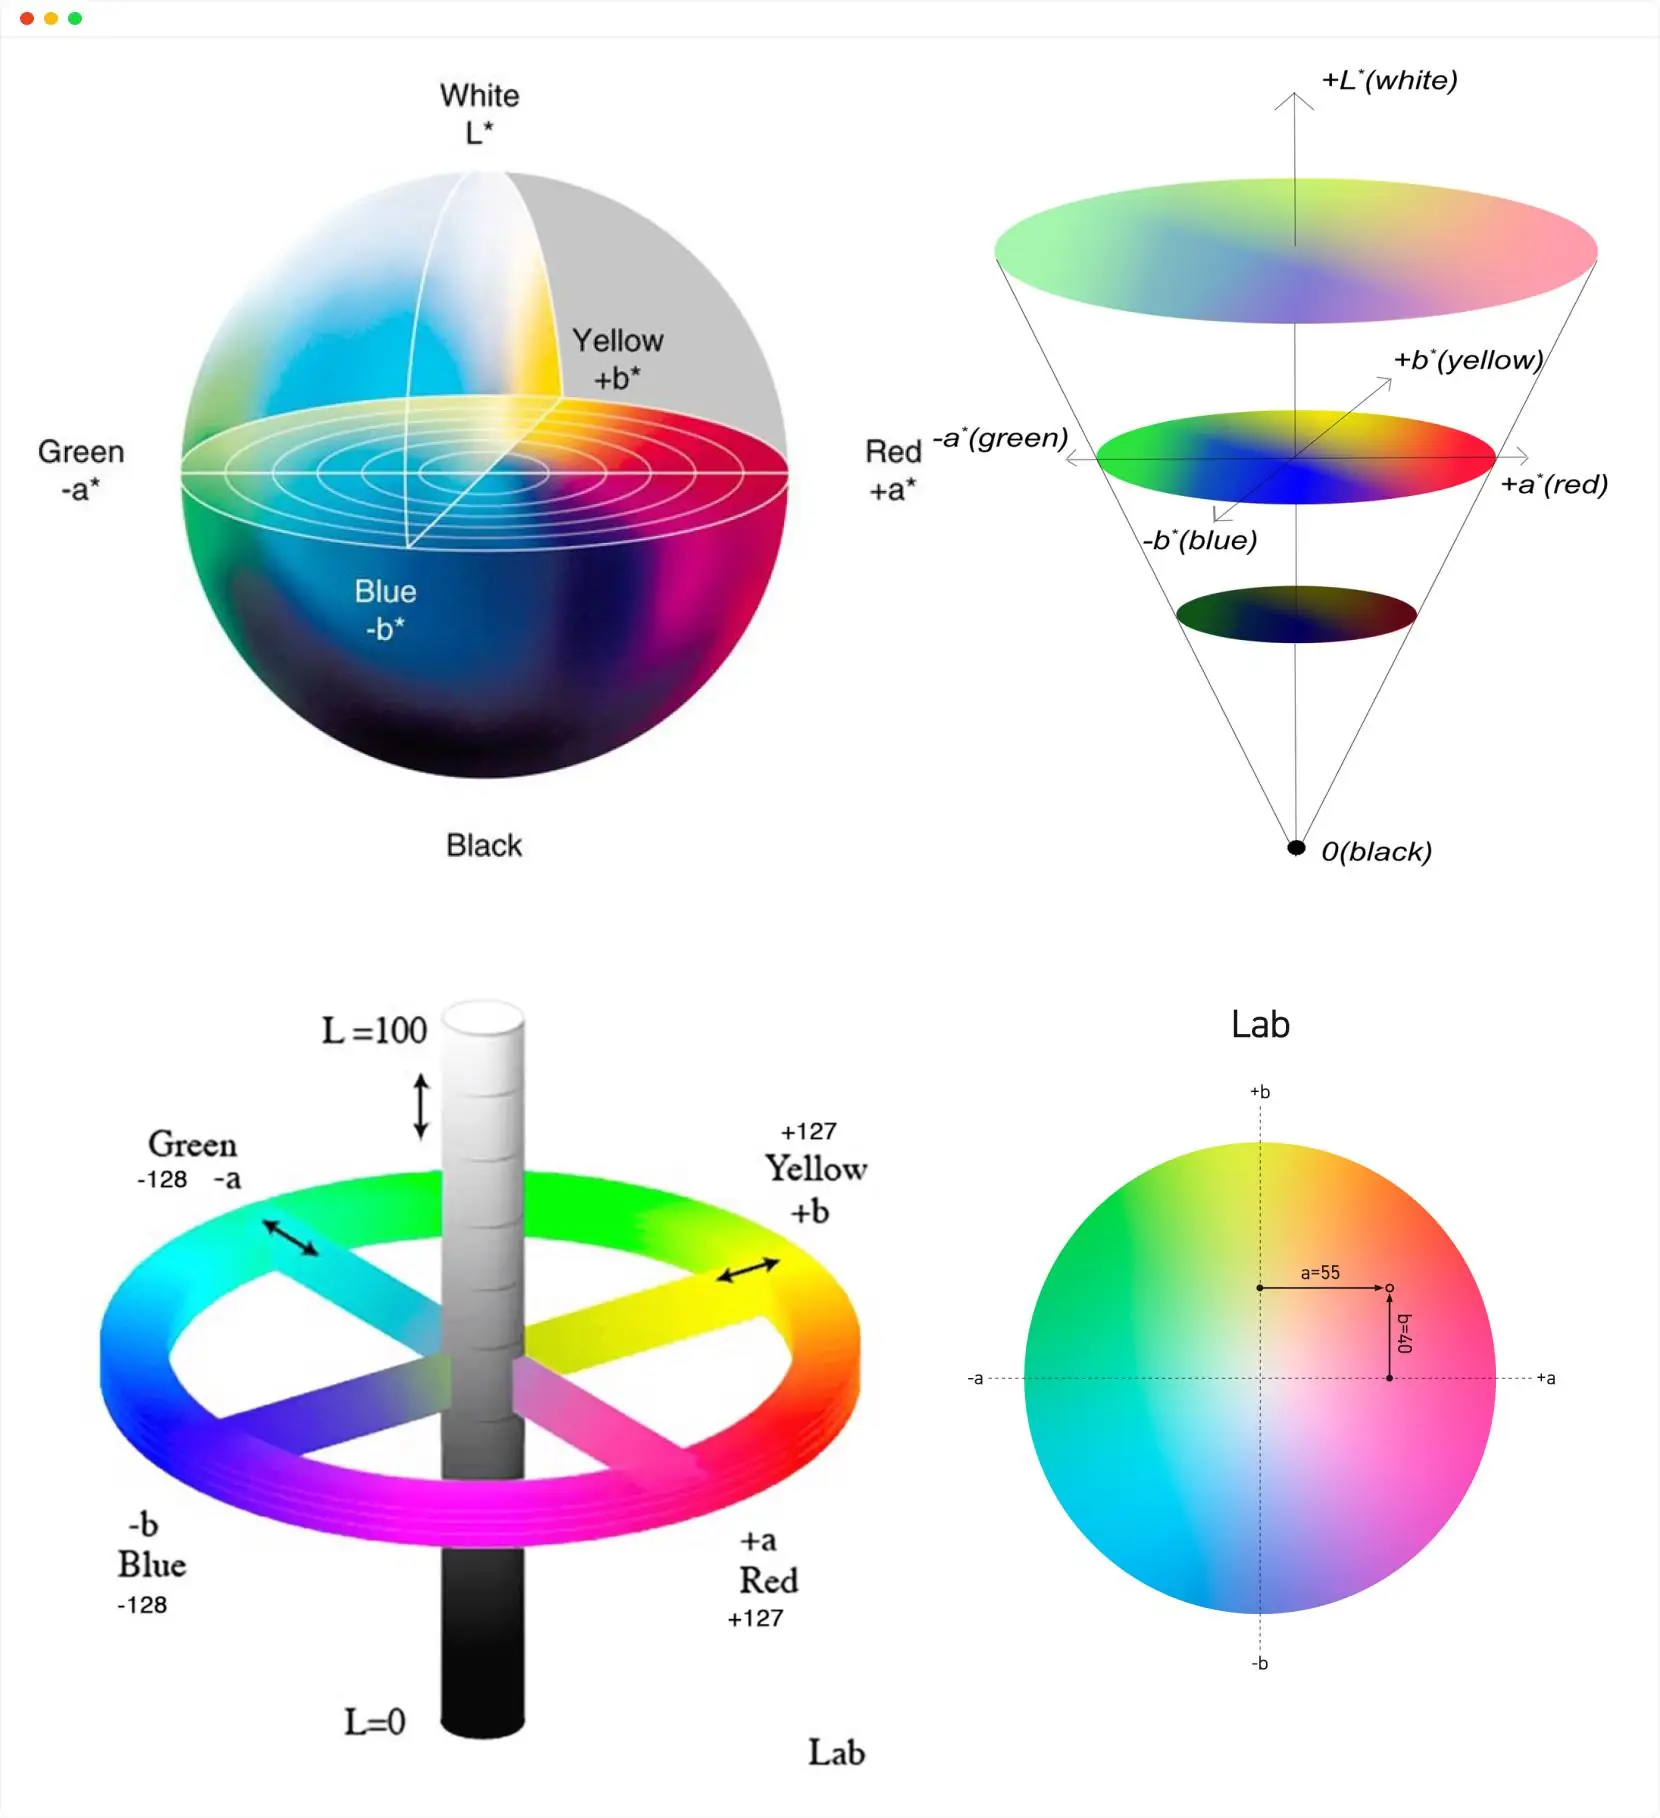 White
L*
Yellow
+b*
Green
-a*
Red
+a*
Blue
-b*
Black
+L*(white)
+b*(yellow)
-a*(green)
+a*(red)
-b*(blue)
0(black)
L =100
Green
-128 -a
+127
Yellow
+b
-b
Blue
-128
+a
Red
+127
L=0
Lab
Lab
+b
a=55
b=40
-a
+a
-b